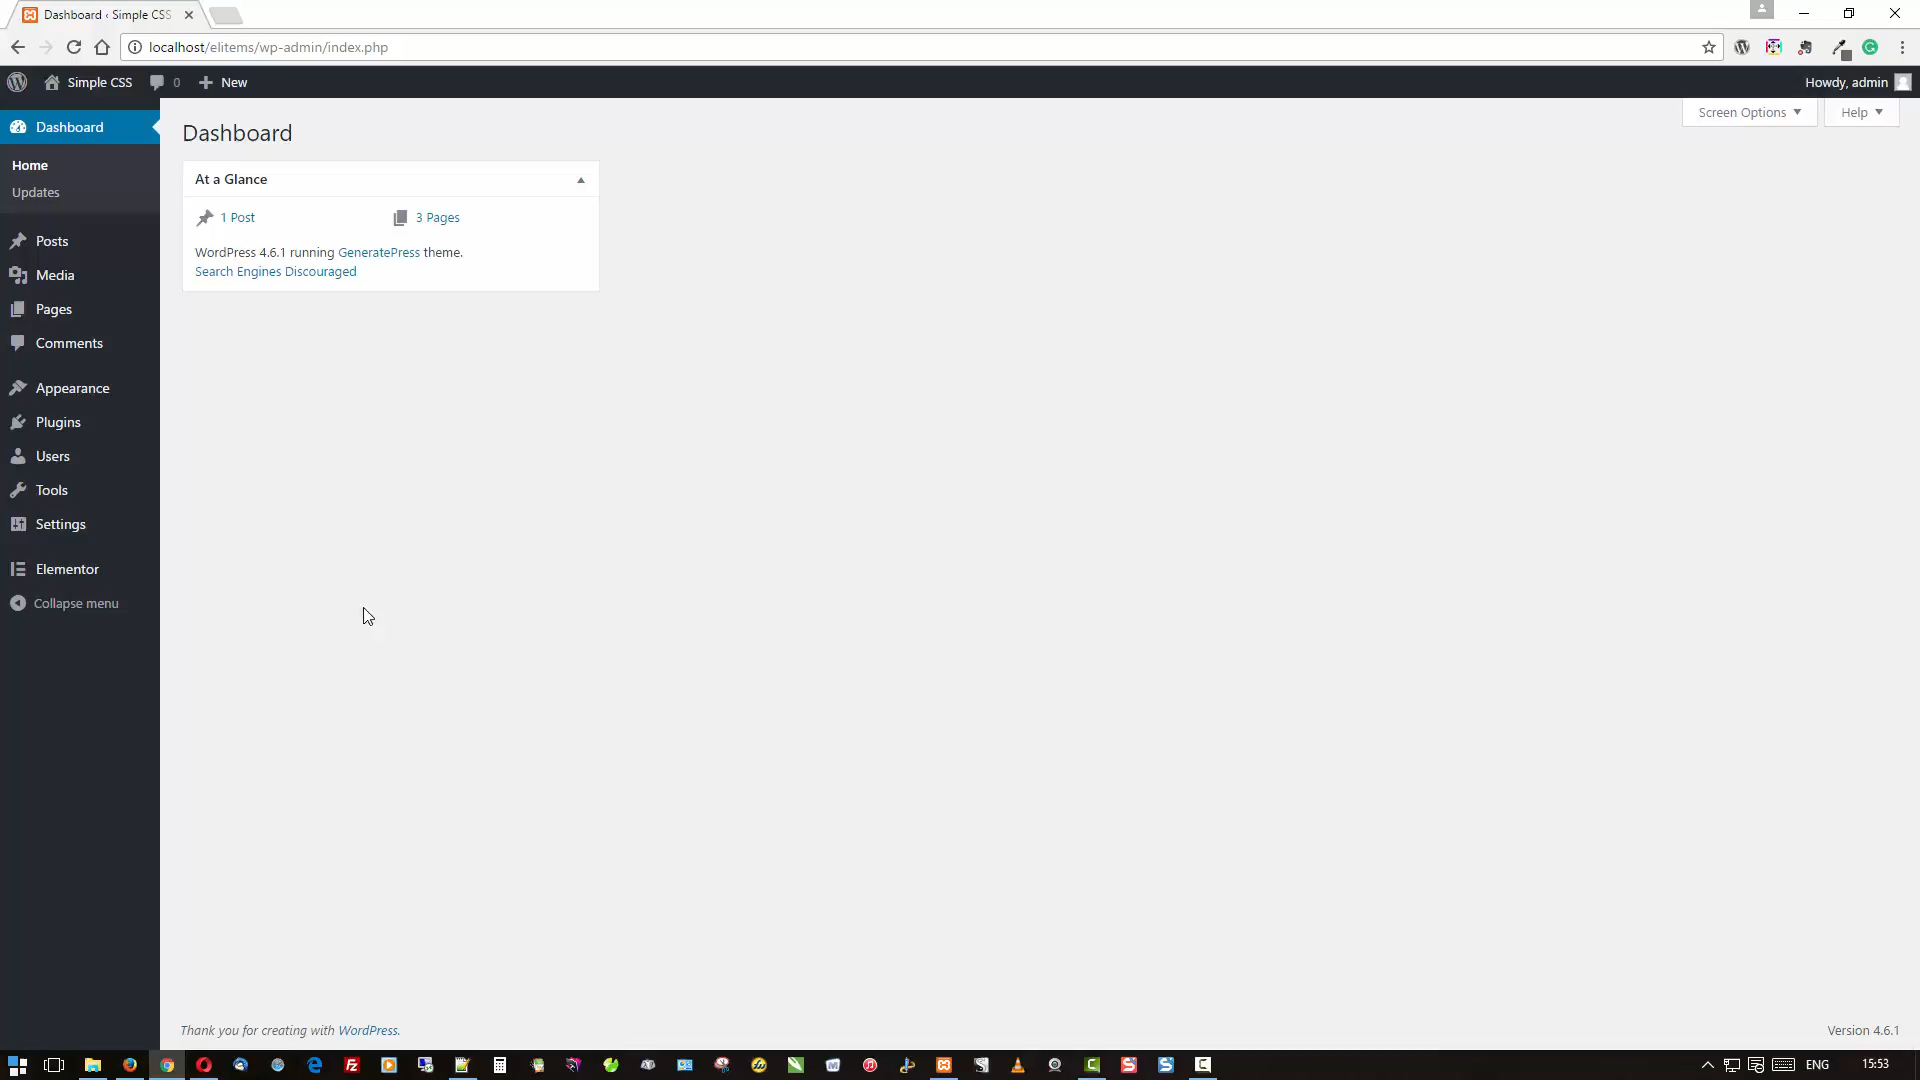 Dashboard ‹ Simple CSS
localhost/elitems/wp-admin/index.php
Simple CSS 0 New Howdy, admin
Screen Options Help
Dashboard
Home
Updates
Posts
Media
Pages
Comments
Appearance
Plugins
Users
Tools
Settings
Elementor
Collapse menu
Dashboard
At a Glance
1 Post 3 Pages
WordPress 4.6.1 running GeneratePress theme.
Search Engines Discouraged
Thank you for creating with WordPress.
Version 4.6.1
ENG 15:53